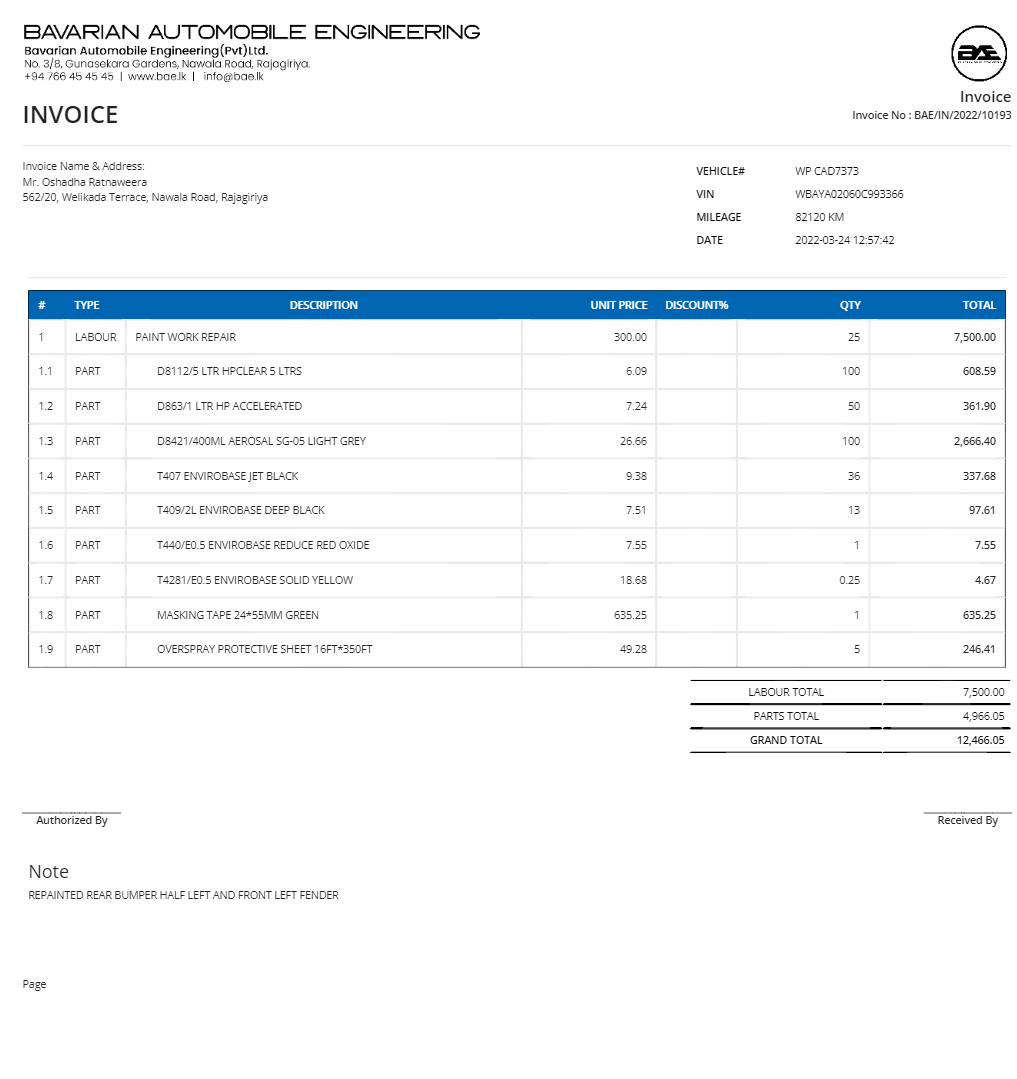 BAVARIAN AUTOMOBILE ENGINEERING
Bavarian Automobile Engineering(Pvt)Ltd.
No. 3/8, Gunasekara Gardens, Nawala Road, Rajagiriya.
+94 766 45 45 45 | www.bae.lk | info@bae.lk
BAE
Invoice
INVOICE
Invoice No : BAE/IN/2022/10193
Invoice Name & Address:
Mr. Oshadha Ratnaweera
562/20, Welikada Terrace, Nawala Road, Rajagiriya
VEHICLE# WP CAD7373
VIN WBAYA02060C993366
MILEAGE 82120 KM
DATE 2022-03-24 12:57:42
# TYPE DESCRIPTION UNIT PRICE DISCOUNT% QTY TOTAL
1 LABOUR PAINT WORK REPAIR 300.00 25 7,500.00
1.1 PART D8112/5 LTR HPCLEAR 5 LTRS 6.09 100 608.59
1.2 PART D863/1 LTR HP ACCELERATED 7.24 50 361.90
1.3 PART D8421/400ML AEROSAL SG-05 LIGHT GREY 26.66 100 2,666.40
1.4 PART T407 ENVIROBASE JET BLACK 9.38 36 337.68
1.5 PART T409/2L ENVIROBASE DEEP BLACK 7.51 13 97.61
1.6 PART T440/E0.5 ENVIROBASE REDUCE RED OXIDE 7.55 1 7.55
1.7 PART T4281/E0.5 ENVIROBASE SOLID YELLOW 18.68 0.25 4.67
1.8 PART MASKING TAPE 24*55MM GREEN 635.25 1 635.25
1.9 PART OVERSPRAY PROTECTIVE SHEET 16FT*350FT 49.28 5 246.41
LABOUR TOTAL 7,500.00
PARTS TOTAL 4,966.05
GRAND TOTAL 12,466.05
Authorized By
Received By
Note
REPAINTED REAR BUMPER HALF LEFT AND FRONT LEFT FENDER
Page